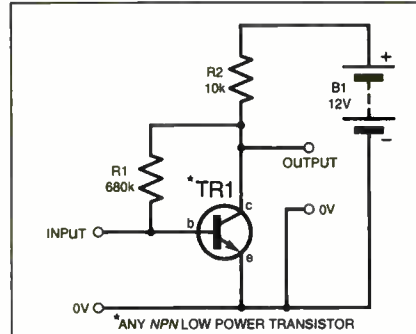 R2
10k
+
B1
12V
R1
680k
*TR1
c
OUTPUT
INPUT
b
0V
e
0V
*ANY NPN LOW POWER TRANSISTOR